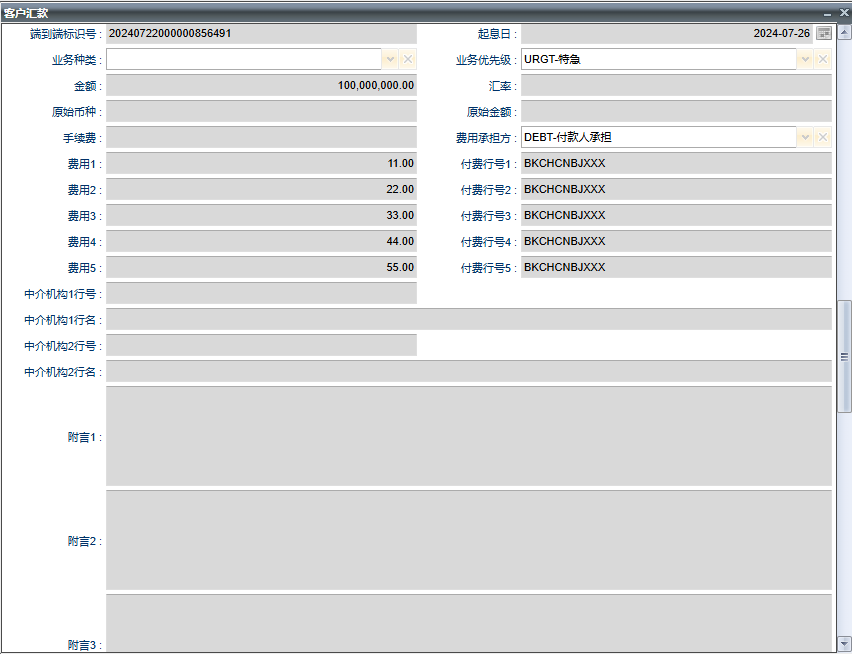 客户汇款
端到端标识号： 20240722000000856491 起息日： 2024-07-26
业务种类： 业务优先级： URGT-特急
金额： 100,000,000.00 汇率：
原始币种： 原始金额：
手续费： 费用承担方： DEBT-付款人承担
费用1： 11.00 付费行号1： BKCHCNBJXXX
费用2： 22.00 付费行号2： BKCHCNBJXXX
费用3： 33.00 付费行号3： BKCHCNBJXXX
费用4： 44.00 付费行号4： BKCHCNBJXXX
费用5： 55.00 付费行号5： BKCHCNBJXXX
中介机构1行号：
中介机构1行名：
中介机构2行号：
中介机构2行名：
附言1：
附言2：
附言3：